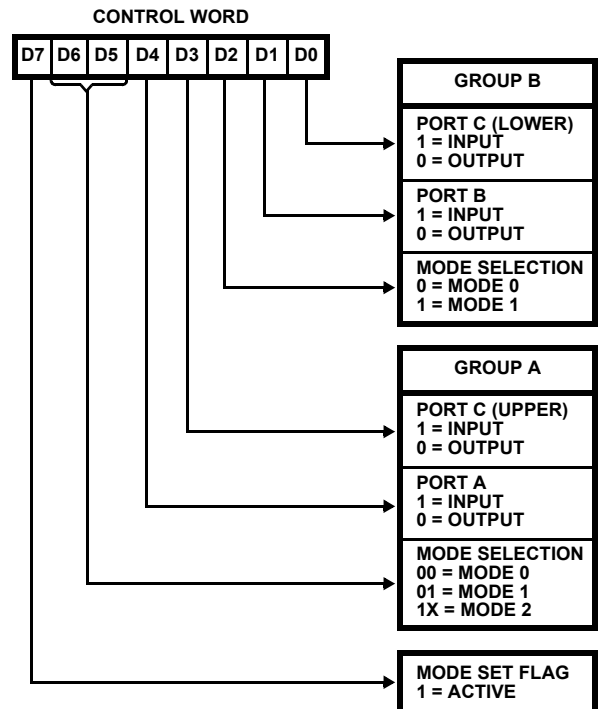 CONTROL WORD
D7 D6 D5 D4 D3 D2 D1 D0
GROUP B
PORT C (LOWER)
1 = INPUT
0 = OUTPUT
PORT B
1 = INPUT
0 = OUTPUT
MODE SELECTION
0 = MODE 0
1 = MODE 1
GROUP A
PORT C (UPPER)
1 = INPUT
0 = OUTPUT
PORT A
1 = INPUT
0 = OUTPUT
MODE SELECTION
00 = MODE 0
01 = MODE 1
1X = MODE 2
MODE SET FLAG
1 = ACTIVE